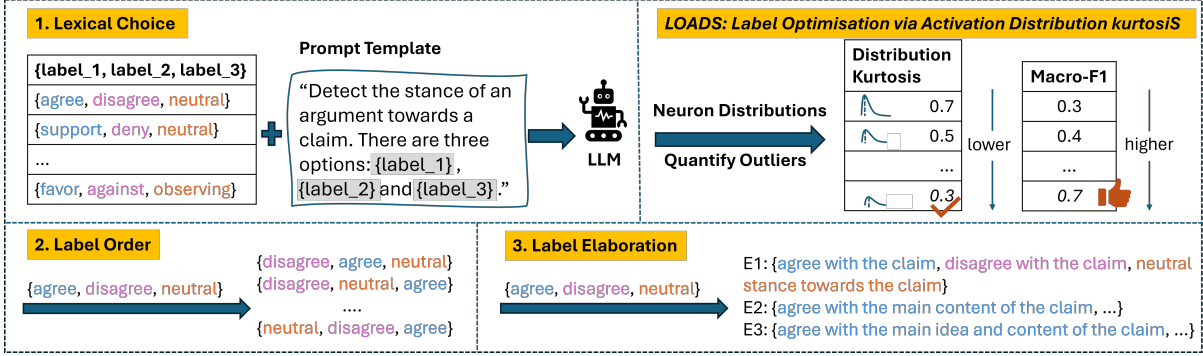 1. Lexical Choice
{label_1, label_2, label_3}
{agree, disagree, neutral}
{support, deny, neutral}
...
{favor, against, observing}
Prompt Template
“Detect the stance of an
argument towards a
claim. There are three
options: {label_1} ,
{label_2} and {label_3} .”
LLM
LOADS: Label Optimisation via Activation Distribution kurtosiS
Neuron Distributions
Quantify Outliers
Distribution
Kurtosis
0.7
0.5
...
0.3
lower
Macro-F1
0.3
0.4
...
0.7
higher
2. Label Order
{agree, disagree, neutral}
{disagree, agree, neutral}
{disagree, neutral, agree}
....
{neutral, disagree, agree}
3. Label Elaboration
{agree, disagree, neutral}
E1: {agree with the claim, disagree with the claim, neutral
stance towards the claim}
E2: {agree with the main content of the claim, ...}
E3: {agree with the main idea and content of the claim, ...}